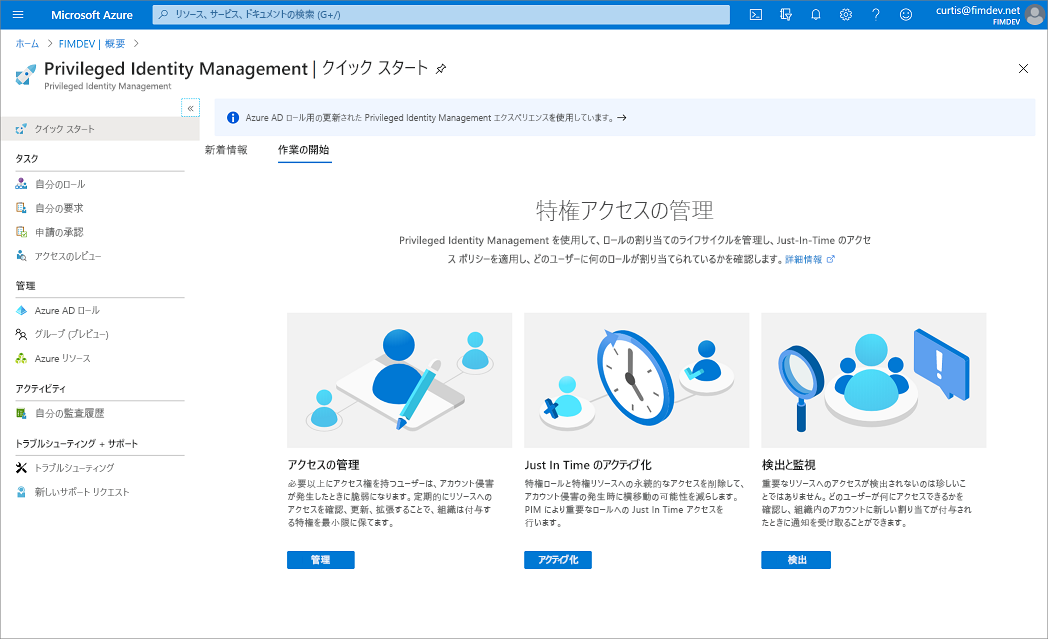 Microsoft Azure
リソース、サービス、ドキュメントの検索 (G+/)
curtis@fimdev.net
FIMDEV
ホーム > FIMDEV | 概要 >
Privileged Identity Management | クイック スタート
Privileged Identity Management
«
クイック スタート
タスク
自分のロール
自分の要求
申請の承認
アクセスのレビュー
管理
Azure AD ロール
グループ (プレビュー)
Azure リソース
アクティビティ
自分の監査履歴
トラブルシューティング + サポート
トラブルシューティング
新しいサポート リクエスト
Azure AD ロール用の更新された Privileged Identity Management エクスペリエンスを使用しています。 →
新着情報
作業の開始
特権アクセスの管理
Privileged Identity Management を使用して、ロールの割り当てのライフサイクルを管理し、Just-In-Time のアクセ
ス ポリシーを適用し、どのユーザーに何のロールが割り当てられているかを確認します。詳細情報
アクセスの管理
必要以上にアクセス権を持つユーザーは、アカウント侵害
が発生したときに脆弱になります。定期的にリソースへの
アクセスを確認、更新、拡張することで、組織は付与す
る特権を最小限に保てます。
管理
Just In Time のアクティブ化
特権ロールと特権リソースへの永続的なアクセスを削除して、
アカウント侵害の発生時に横移動の可能性を減らします。
PIM により重要なロールへの Just In Time アクセスを
行います。
アクティブ化
検出と監視
重要なリソースへのアクセスが検出されないのは珍しいこ
とではありません。どのユーザーが何にアクセスできるかを
確認し、組織内のアカウントに新しい割り当てが付与され
たときに通知を受け取ることができます。
検出